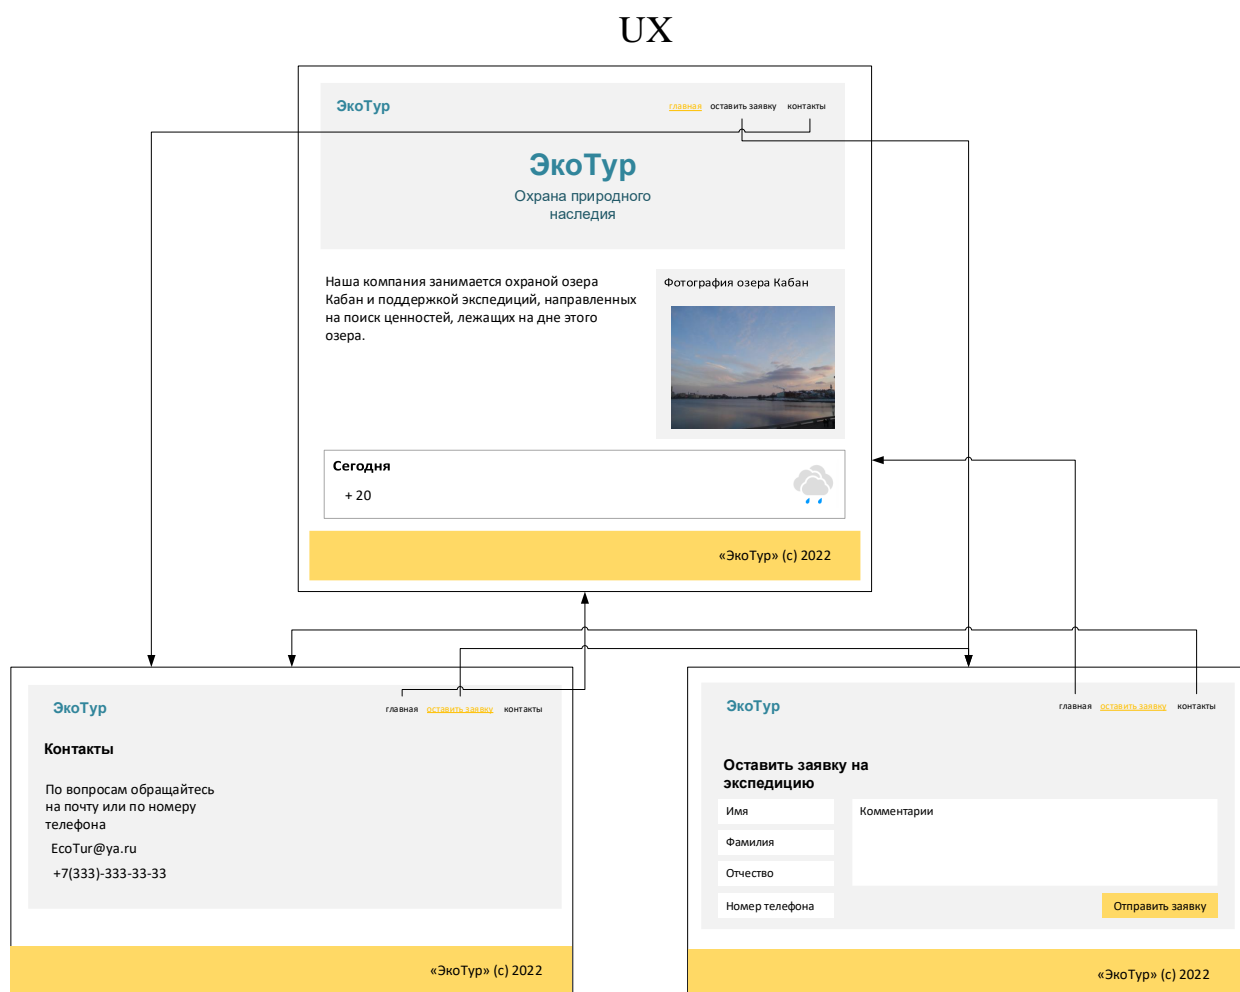 UX
ЭкоТур
главная оставить заявку контакты
ЭкоТур
Охрана природного
наследия
Наша компания занимается охраной озера
Кабан и поддержкой экспедиций, направленных
на поиск ценностей, лежащих на дне этого
озера.
Фотография озера Кабан
Сегодня
+ 20
«ЭкоТур» (с) 2022
ЭкоТур
главная оставить заявку контакты
Контакты
По вопросам обращайтесь
на почту или по номеру
телефона
EcoTur@ya.ru
+7(333)-333-33-33
«ЭкоТур» (с) 2022
ЭкоТур
главная оставить заявку контакты
Оставить заявку на
экспедицию
Имя
Комментарии
Фамилия
Отчество
Номер телефона
Отправить заявку
«ЭкоТур» (с) 2022